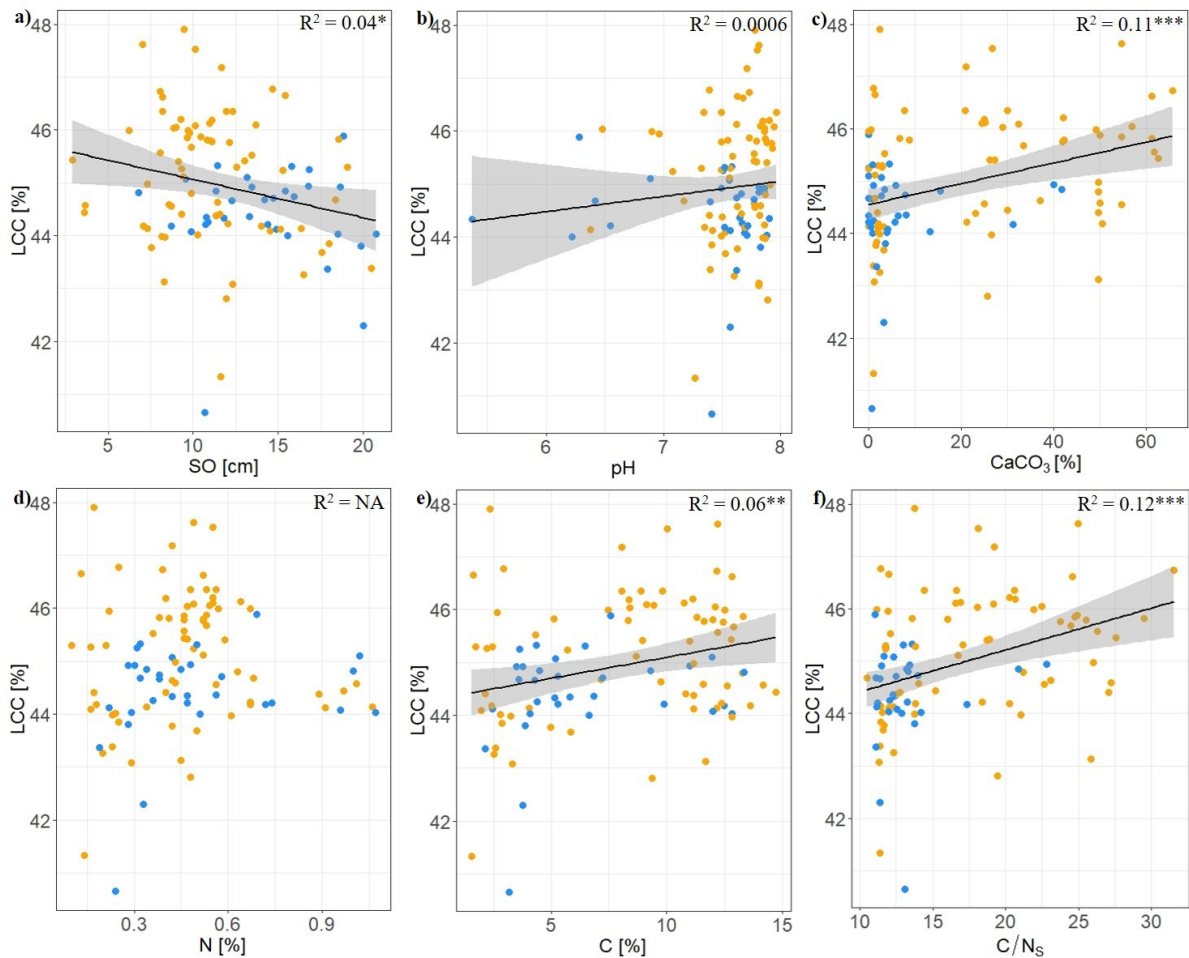 a) R² = 0.04*
48
46
44
42
LCC [%]
5 10 15 20
SO [cm]
b) R² = 0.0006
48
46
44
42
LCC [%]
6 7 8
pH
c) R² = 0.11***
48
46
44
42
LCC [%]
0 20 40 60
CaCO₃ [%]
d) R² = NA
48
46
44
42
LCC [%]
0.3 0.6 0.9
N [%]
e) R² = 0.06**
48
46
44
42
LCC [%]
5 10 15
C [%]
f) R² = 0.12***
48
46
44
42
LCC [%]
10 15 20 25 30
C/Nₛ